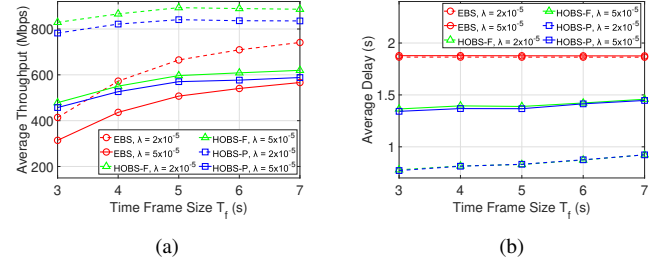 Average Throughput (Mbps)
800
600
400
200
EBS, λ = 2x10-5
EBS, λ = 5x10-5
HOBS-F, λ = 2x10-5
HOBS-F, λ = 5x10-5
HOBS-P, λ = 2x10-5
HOBS-P, λ = 5x10-5
3 4 5 6 7
Time Frame Size Tf (s)
(a)
Average Delay (s)
2
1.5
1
EBS, λ = 2x10-5
EBS, λ = 5x10-5
HOBS-F, λ = 2x10-5
HOBS-F, λ = 5x10-5
HOBS-P, λ = 2x10-5
HOBS-P, λ = 5x10-5
3 4 5 6 7
Time Frame Size Tf (s)
(b)